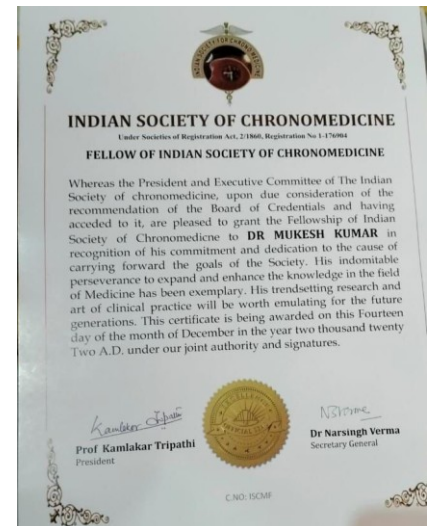 INDIAN SOCIETY OF CHRONOMEDICINE
Under Societies of Registration Act, 2/1860, Registration No 1-176904
FELLOW OF INDIAN SOCIETY OF CHRONOMEDICINE
Whereas the President and Executive Committee of The Indian
Society of chronomedicine, upon due consideration of the
recommendation of the Board of Credentials and having
acceded to it, are pleased to grant the Fellowship of Indian
Society of Chronomedicne to DR MUKESH KUMAR in
recognition of his commitment and dedication to the cause of
carrying forward the goals of the Society. His indomitable
perseverance to expand and enhance the knowledge in the field
of Medicine has been exemplary. His trendsetting research and
art of clinical practice will be worth emulating for the future
generations. This certificate is being awarded on this Fourteen
day of the month of December in the year two thousand twenty
Two A.D. under our joint authority and signatures.
Kamlakar Tripathi
Prof Kamlakar Tripathi
President
NSVerma
Dr Narsingh Verma
Secretary General
C.NO: ISCMF